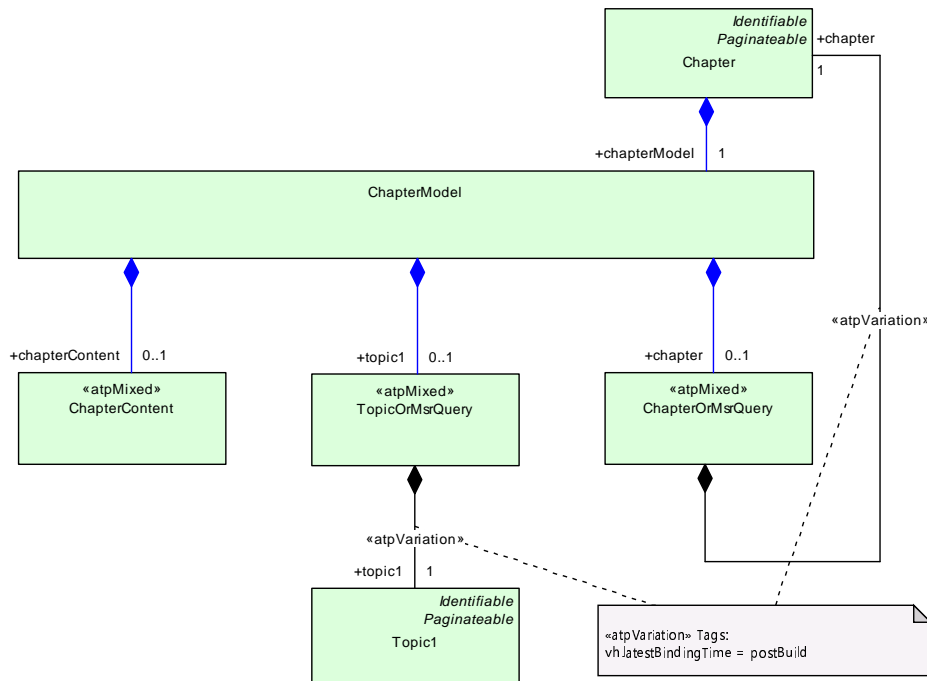 Identifiable
Paginateable
Chapter
+chapter
1
+chapterModel 1
ChapterModel
«atpVariation»
+chapterContent 0..1
+topic1 0..1
+chapter 0..1
«atpMixed»
ChapterContent
«atpMixed»
TopicOrMsrQuery
«atpMixed»
ChapterOrMsrQuery
«atpVariation»
+topic1 1
Identifiable
Paginateable
Topic1
«atpVariation» Tags:
vh.latestBindingTime = postBuild